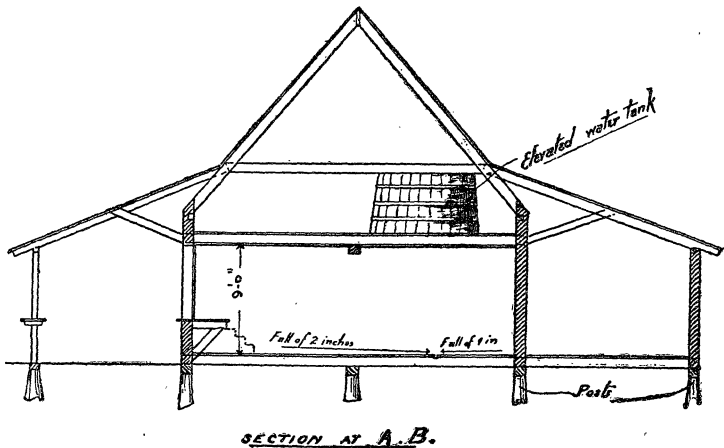 Elevated water tank
9'-0"
Fall of 2 inches
Fall of 1 in
Posts
SECTION AT A.B.